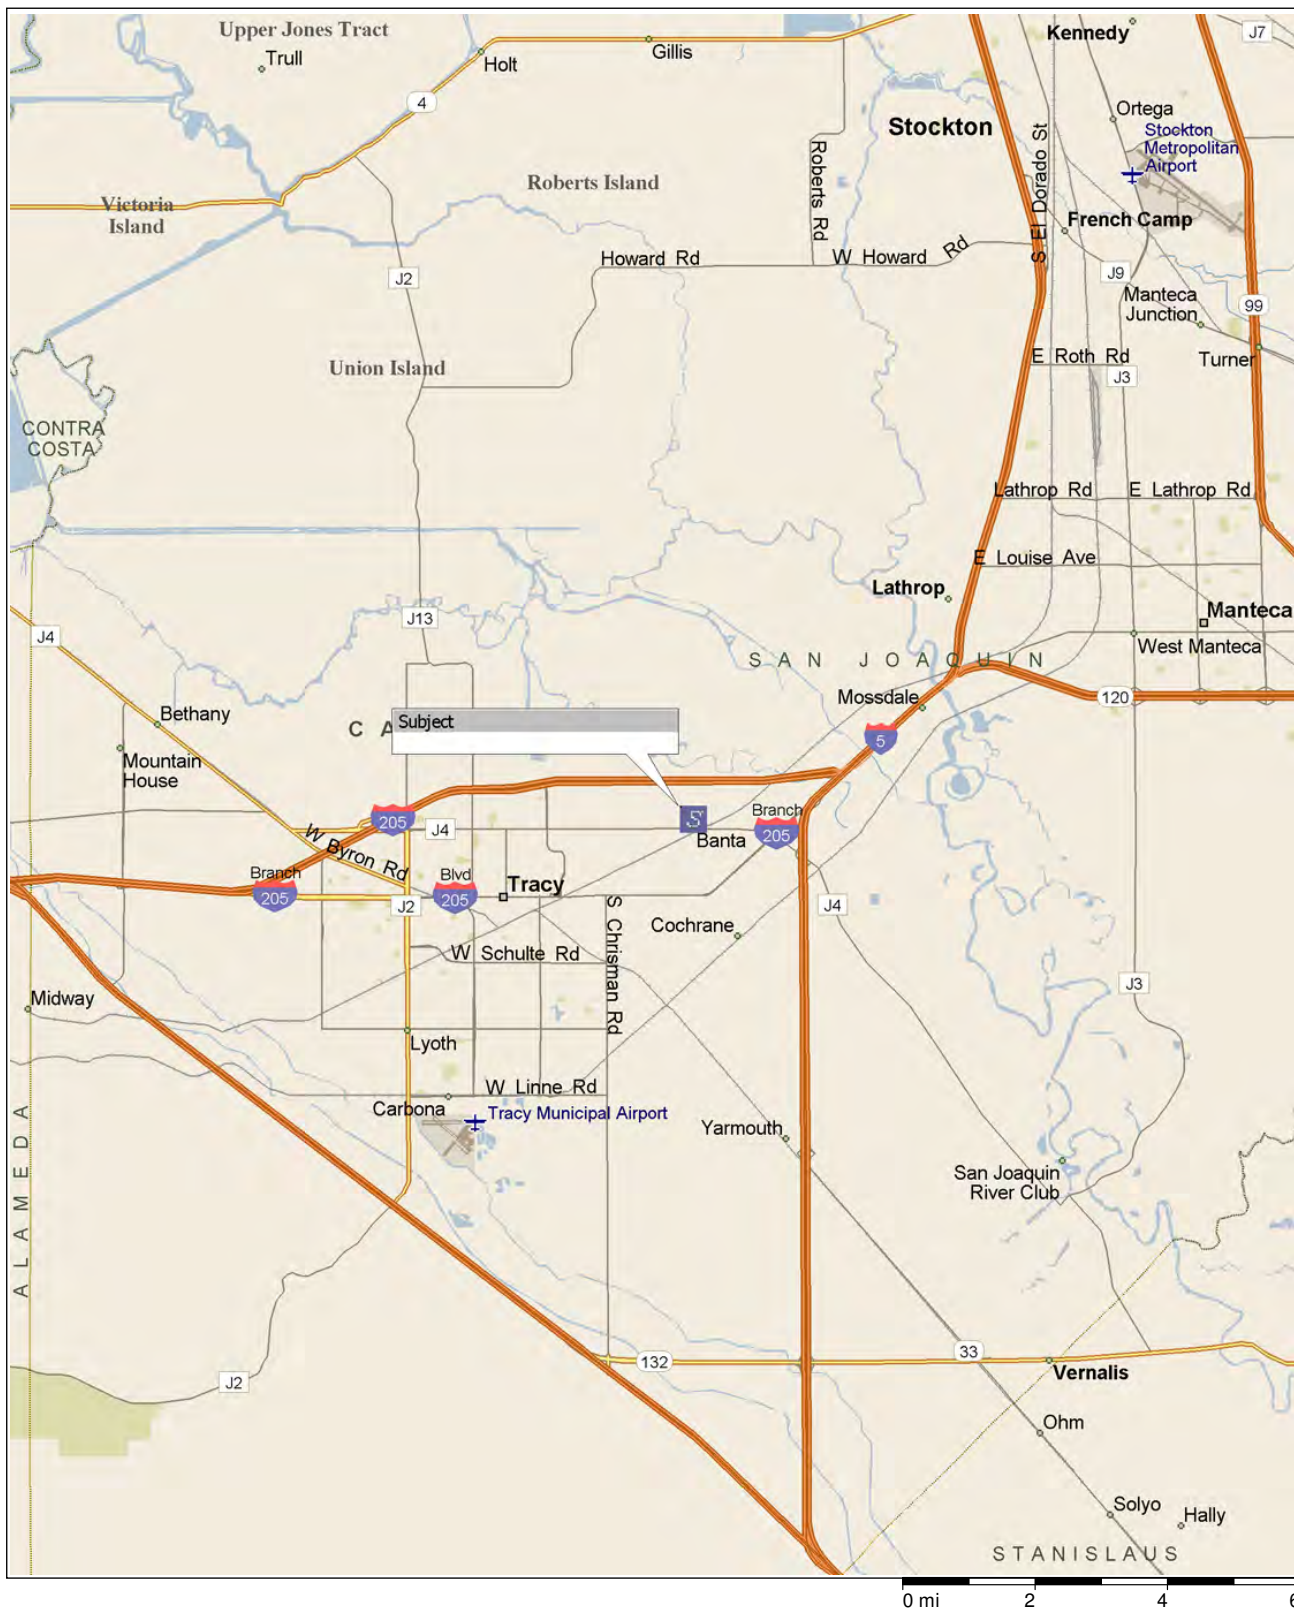 Upper Jones Tract
Trull
Holt
Gillis
Kennedy
J7
4
Ortega
Stockton
Stockton
Metropolitan
Airport
S El Dorado St
Roberts Rd
Roberts Island
Victoria
Island
French Camp
Howard Rd
W Howard Rd
J2
J9
Manteca
Junction
99
Union Island
E Roth Rd
Turner
J3
CONTRA
COSTA
Lathrop Rd
E Lathrop Rd
E Louise Ave
Lathrop
Manteca
J13
J4
West Manteca
SAN JOAQUIN
Mossdale
120
Bethany
C A
Subject
5
Mountain
House
S
Branch
205
205
J4
Banta
W Byron Rd
Branch
205
Blvd
205
Tracy
J2
J4
S Chrisman Rd
Cochrane
W Schulte Rd
J3
Midway
Lyoth
W Linne Rd
Carbona
Tracy Municipal Airport
Yarmouth
ALAMEDA
San Joaquin
River Club
132
33
Vernalis
J2
Ohm
Solyo
Hally
STANISLAUS
0 mi
2
4
6